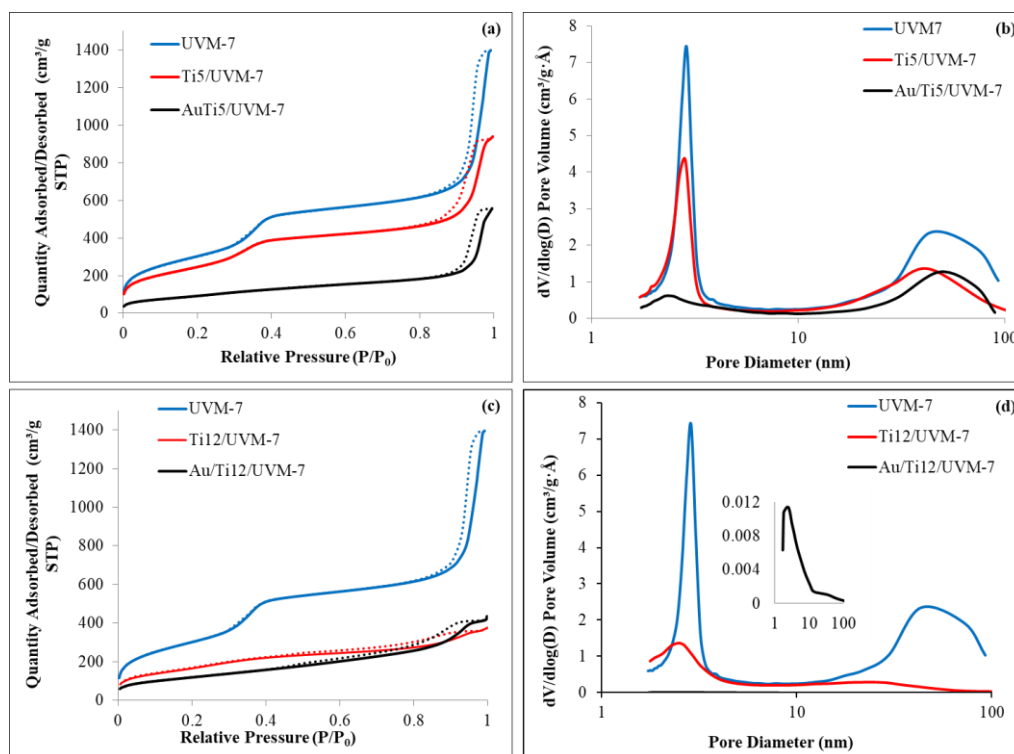 (a)
UVM-7
Ti5/UVM-7
AuTi5/UVM-7
Quantity Adsorbed/Desorbed (cm³/g
STP)
1400
1200
1000
800
600
400
200
0
0 0.2 0.4 0.6 0.8 1
Relative Pressure (P/P₀)
(b)
UVM7
Ti5/UVM-7
Au/Ti5/UVM-7
dV/dlog(D) Pore Volume (cm³/g·Å)
8
7
6
5
4
3
2
1
0
1 10 100
Pore Diameter (nm)
(c)
UVM-7
Ti12/UVM-7
Au/Ti12/UVM-7
Quantity Adsorbed/Desorbed (cm³/g
STP)
1400
1200
1000
800
600
400
200
0
0 0.2 0.4 0.6 0.8 1
Relative Pressure (P/P₀)
(d)
UVM-7
Ti12/UVM-7
Au/Ti12/UVM-7
dV/dlog(D) Pore Volume (cm³/g·Å)
8
7
6
5
4
3
2
1
0
0.012
0.008
0.004
0
1 10 100
1 10 100
Pore Diameter (nm)